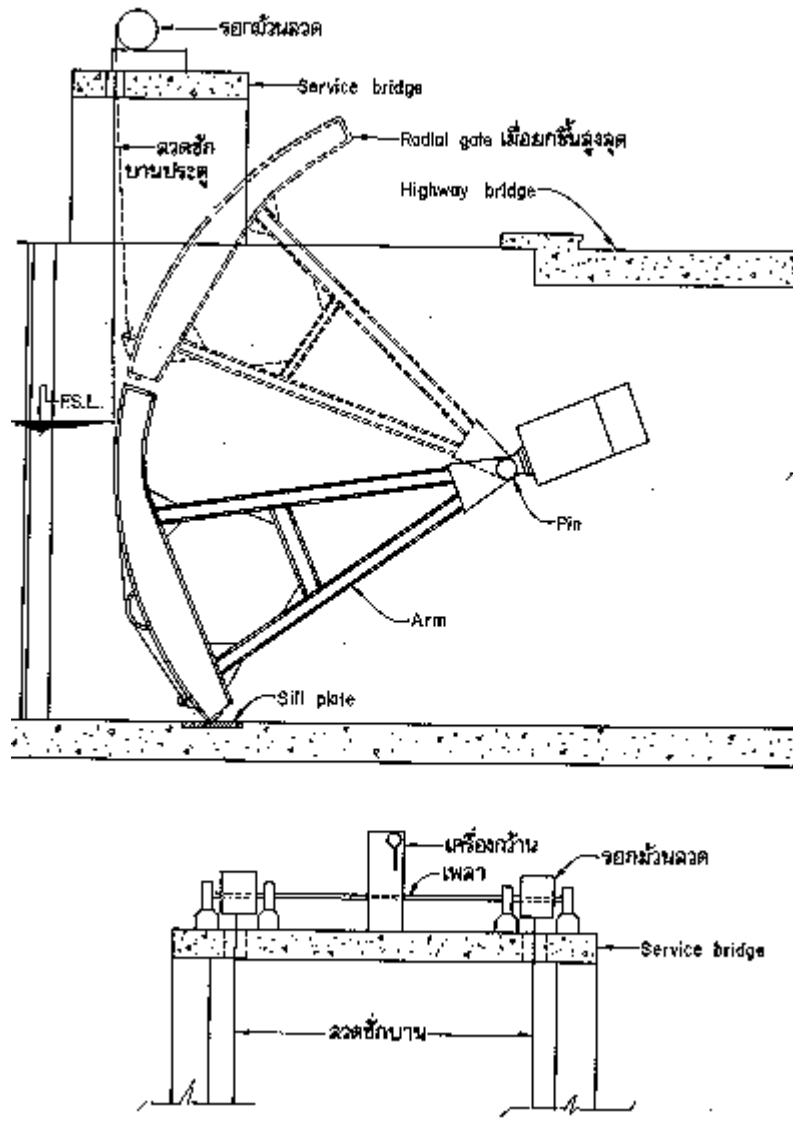 รอกม้วนลวด
Service bridge
ลวดชัก
บานประตู
Radial gate เมื่อยกขึ้นสูงสุด
Highway bridge
F.S.L.
Pin
Arm
Sill plate
เครื่องกว้าน
เพลา
รอกม้วนลวด
Service bridge
ลวดชักบาน